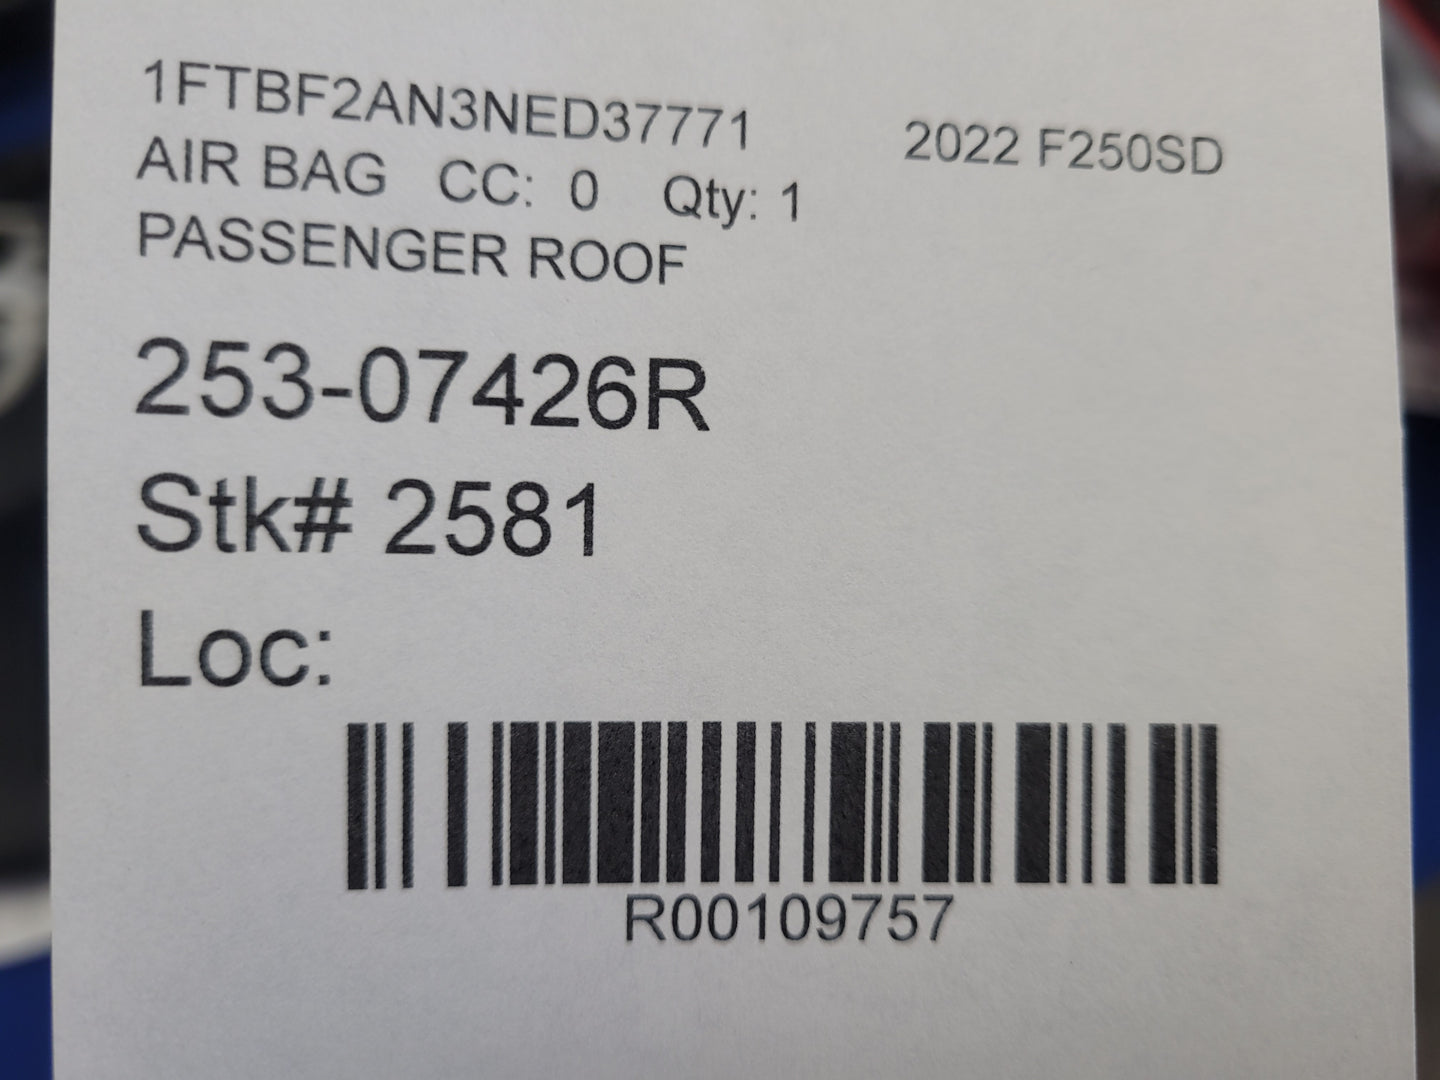 1FTBF2AN3NED37771 2022 F250SD
AIR BAG CC: 0 Qty: 1
PASSENGER ROOF
253-07426R
Stk# 2581
Loc:
R00109757